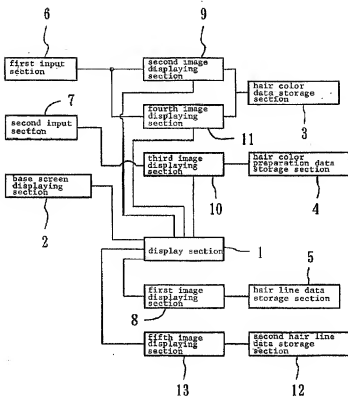 6
first input
section
9
second image
displaying
section
hair color
data storage
section
3
7
second input
section
fourth image
displaying
section
11
third image
displaying
section
10
hair color
preparation data
storage section
4
base screen
displaying
section
2
display section
1
first image
displaying
section
8
5
hair line data
storage section
fifth image
displaying
section
13
second hair line
data storage
section
12